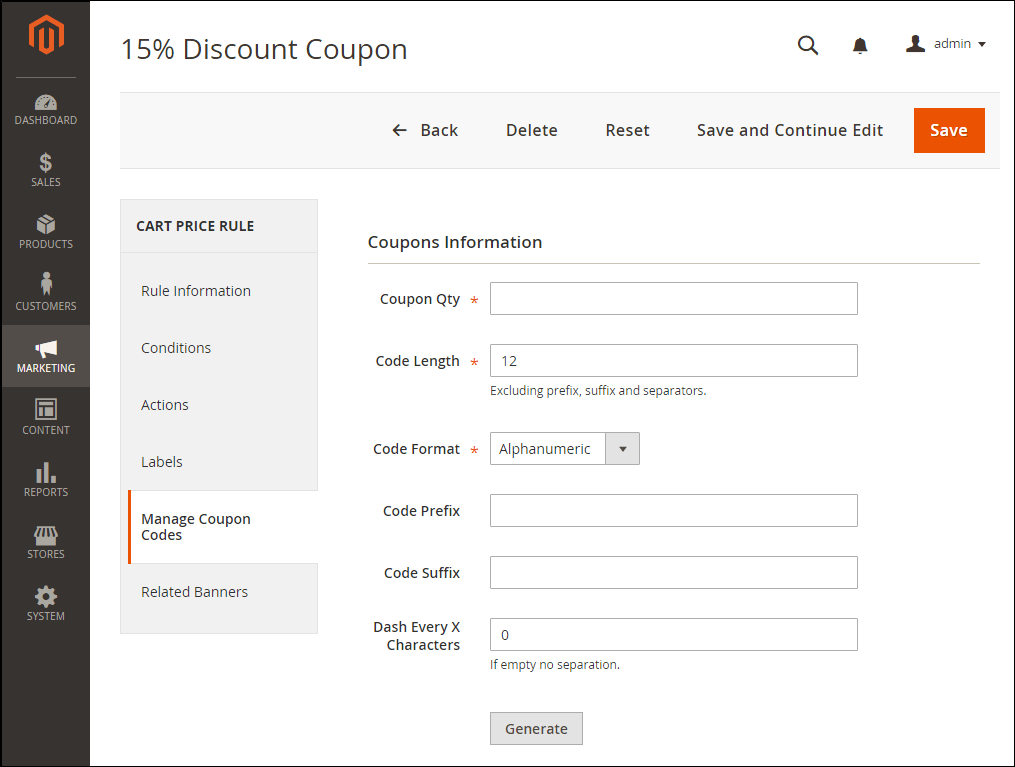 15% Discount Coupon
admin
Back Delete Reset Save and Continue Edit Save
DASHBOARD
SALES
PRODUCTS
CUSTOMERS
MARKETING
CONTENT
REPORTS
STORES
SYSTEM
CART PRICE RULE
Rule Information
Conditions
Actions
Labels
Manage Coupon
Codes
Related Banners
Coupons Information
Coupon Qty *
Code Length * 12
Excluding prefix, suffix and separators.
Code Format * Alphanumeric
Code Prefix
Code Suffix
Dash Every X
Characters
0
If empty no separation.
Generate